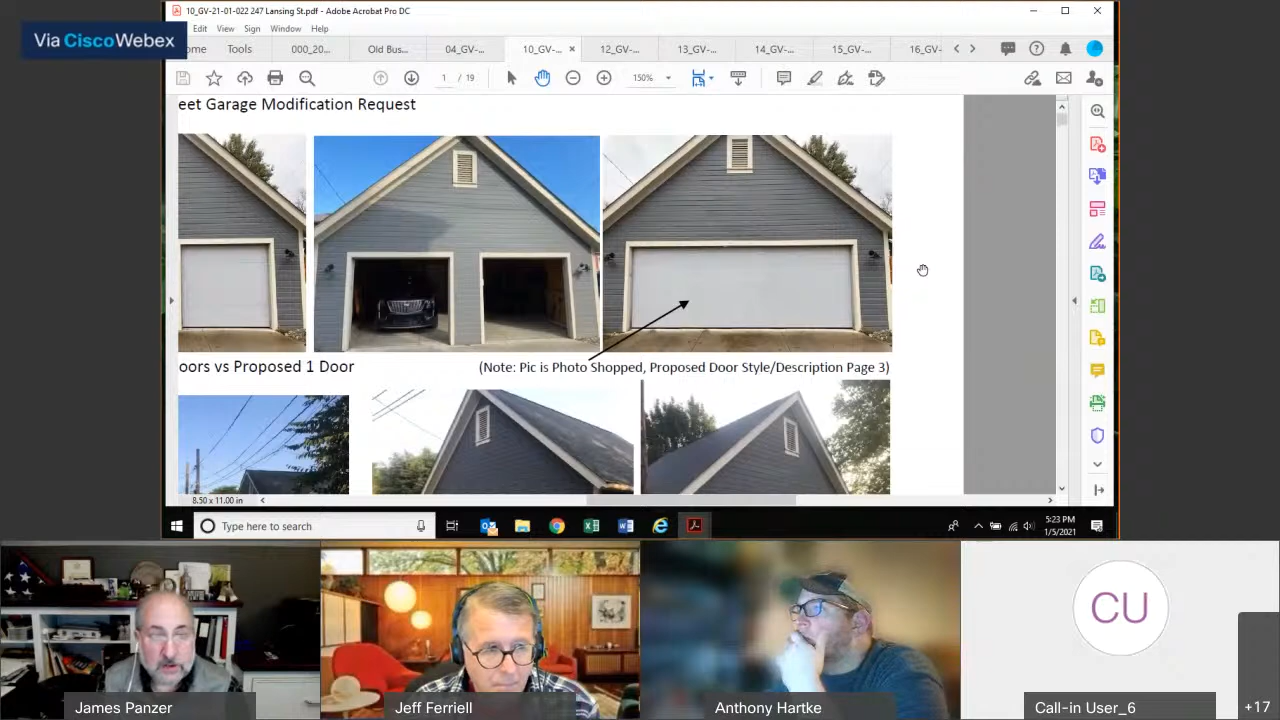 10_GV-21-01-022 247 Lansing St.pdf - Adobe Acrobat Pro DC
Via Cisco Webex
Edit View Sign Window Help
ome Tools 000_20... Old Bus... 04_GV-... 10_GV-... × 12_GV-... 13_GV-... 14_GV-... 15_GV-... 16_GV-
1 / 19 150%
eet Garage Modification Request
oors vs Proposed 1 Door
(Note: Pic is Photo Shopped, Proposed Door Style/Description Page 3)
8.50 x 11.00 in
Type here to search
5:23 PM
1/5/2021
CU
James Panzer
Jeff Ferriell
Anthony Hartke
Call-in User_6
+17